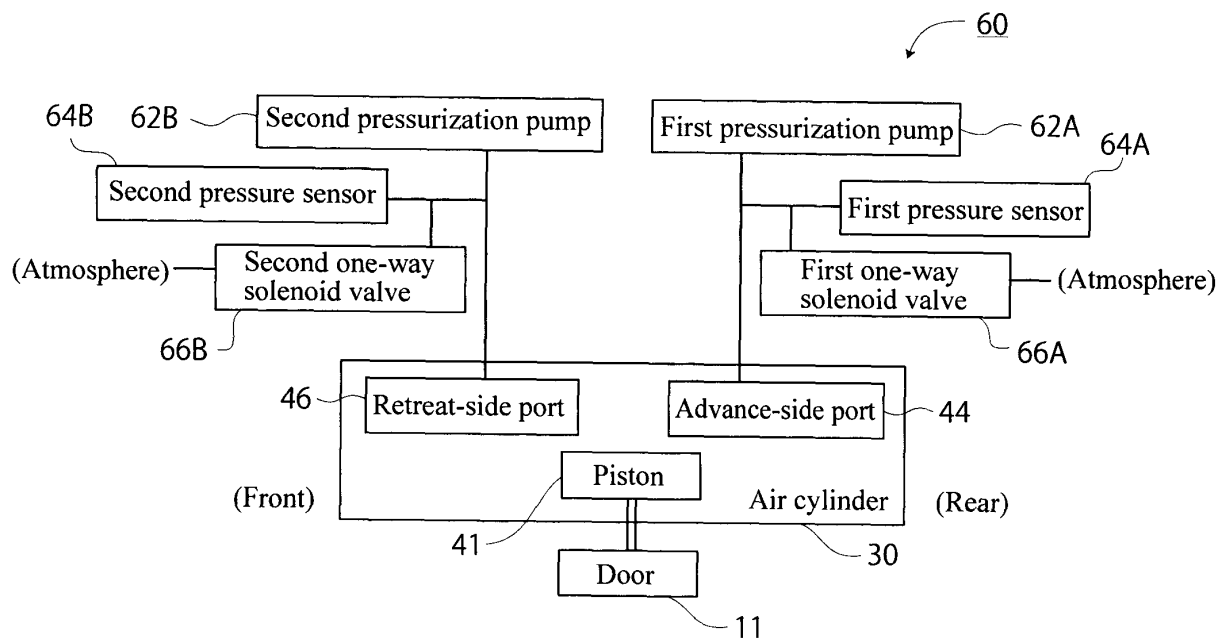 60
64B
62B
Second pressurization pump
First pressurization pump
62A
64A
Second pressure sensor
First pressure sensor
(Atmosphere)
Second one-way
solenoid valve
First one-way
solenoid valve
(Atmosphere)
66B
66A
46
Retreat-side port
Advance-side port
44
Piston
(Front)
Air cylinder
(Rear)
41
30
Door
11